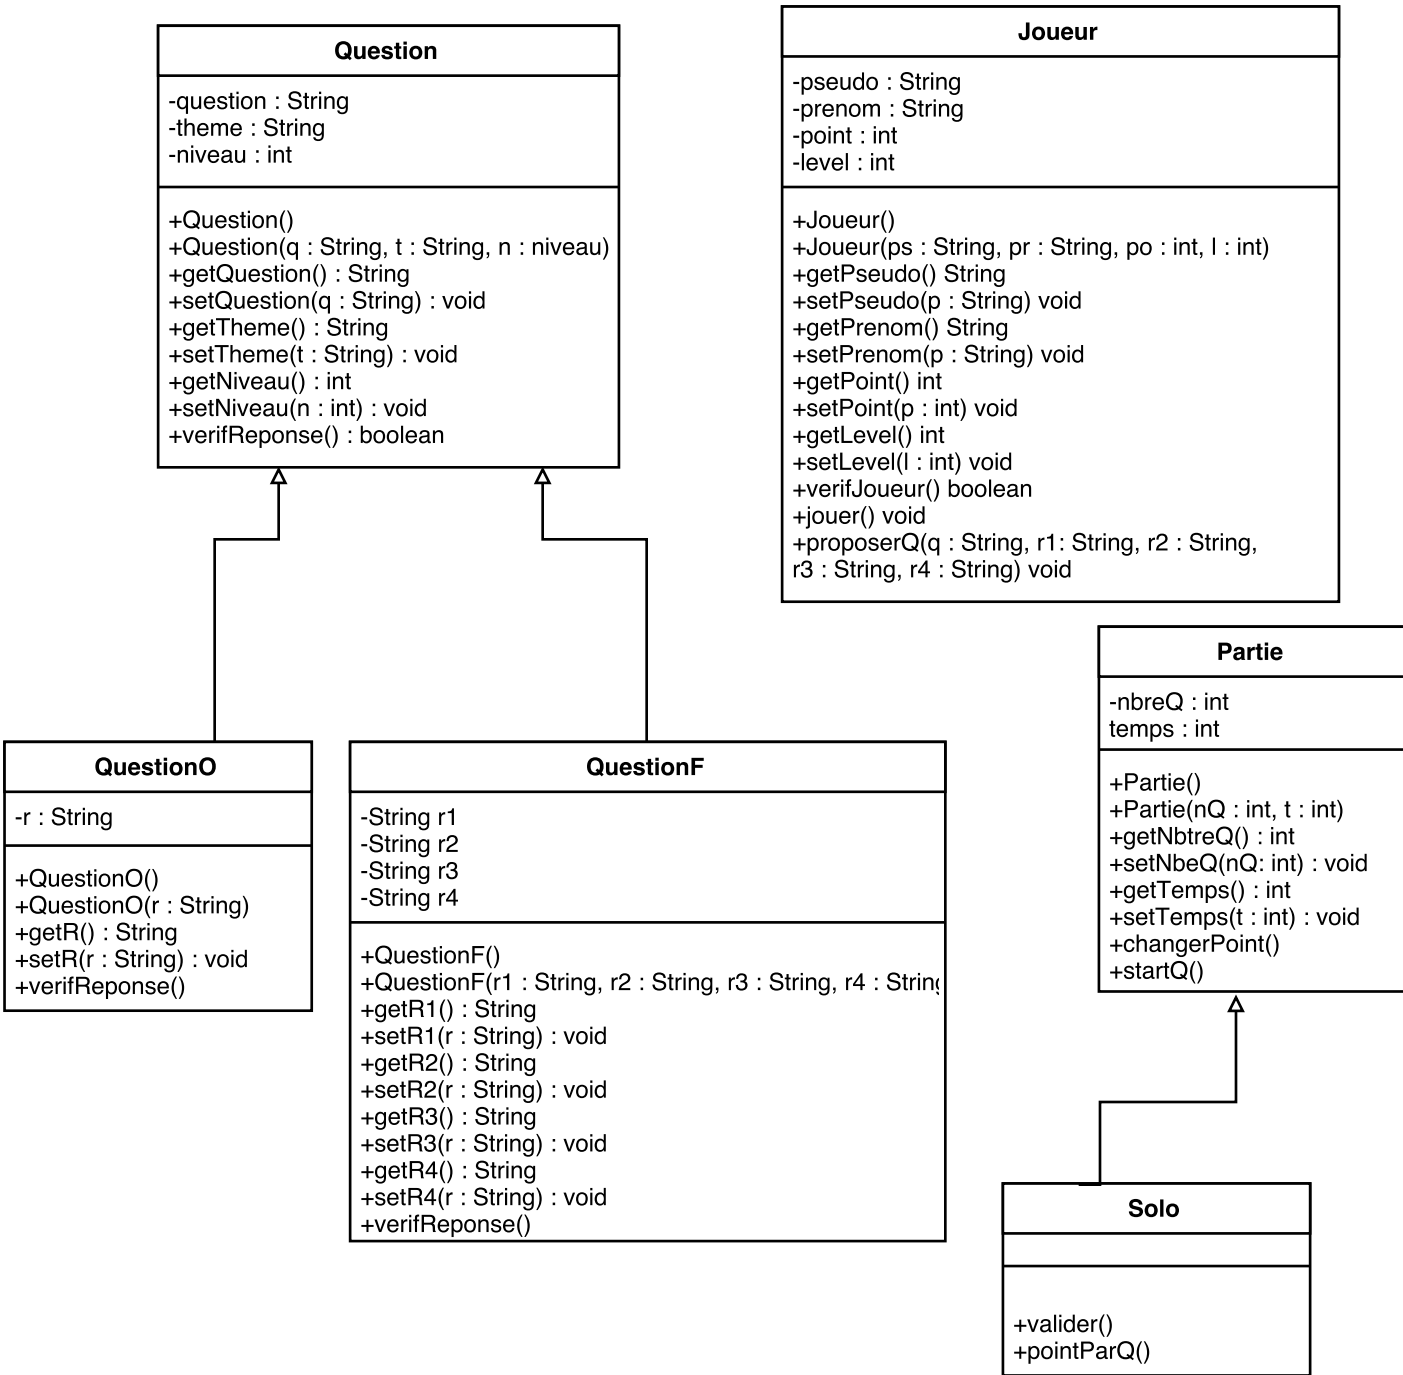 Question
-question : String
-theme : String
-niveau : int
+Question()
+Question(q : String, t : String, n : niveau)
+getQuestion() : String
+setQuestion(q : String) : void
+getTheme() : String
+setTheme(t : String) : void
+getNiveau() : int
+setNiveau(n : int) : void
+verifReponse() : boolean
Joueur
-pseudo : String
-prenom : String
-point : int
-level : int
+Joueur()
+Joueur(ps : String, pr : String, po : int, l : int)
+getPseudo() String
+setPseudo(p : String) void
+getPrenom() String
+setPrenom(p : String) void
+getPoint() int
+setPoint(p : int) void
+getLevel() int
+setLevel(l : int) void
+verifJoueur() boolean
+jouer() void
+proposerQ(q : String, r1: String, r2 : String,
r3 : String, r4 : String) void
QuestionO
-r : String
+QuestionO()
+QuestionO(r : String)
+getR() : String
+setR(r : String) : void
+verifReponse()
QuestionF
-String r1
-String r2
-String r3
-String r4
+QuestionF()
+QuestionF(r1 : String, r2 : String, r3 : String, r4 : String
+getR1() : String
+setR1(r : String) : void
+getR2() : String
+setR2(r : String) : void
+getR3() : String
+setR3(r : String) : void
+getR4() : String
+setR4(r : String) : void
+verifReponse()
Partie
-nbreQ : int
temps : int
+Partie()
+Partie(nQ : int, t : int)
+getNbtreQ() : int
+setNbeQ(nQ: int) : void
+getTemps() : int
+setTemps(t : int) : void
+changerPoint()
+startQ()
Solo
+valider()
+pointParQ()